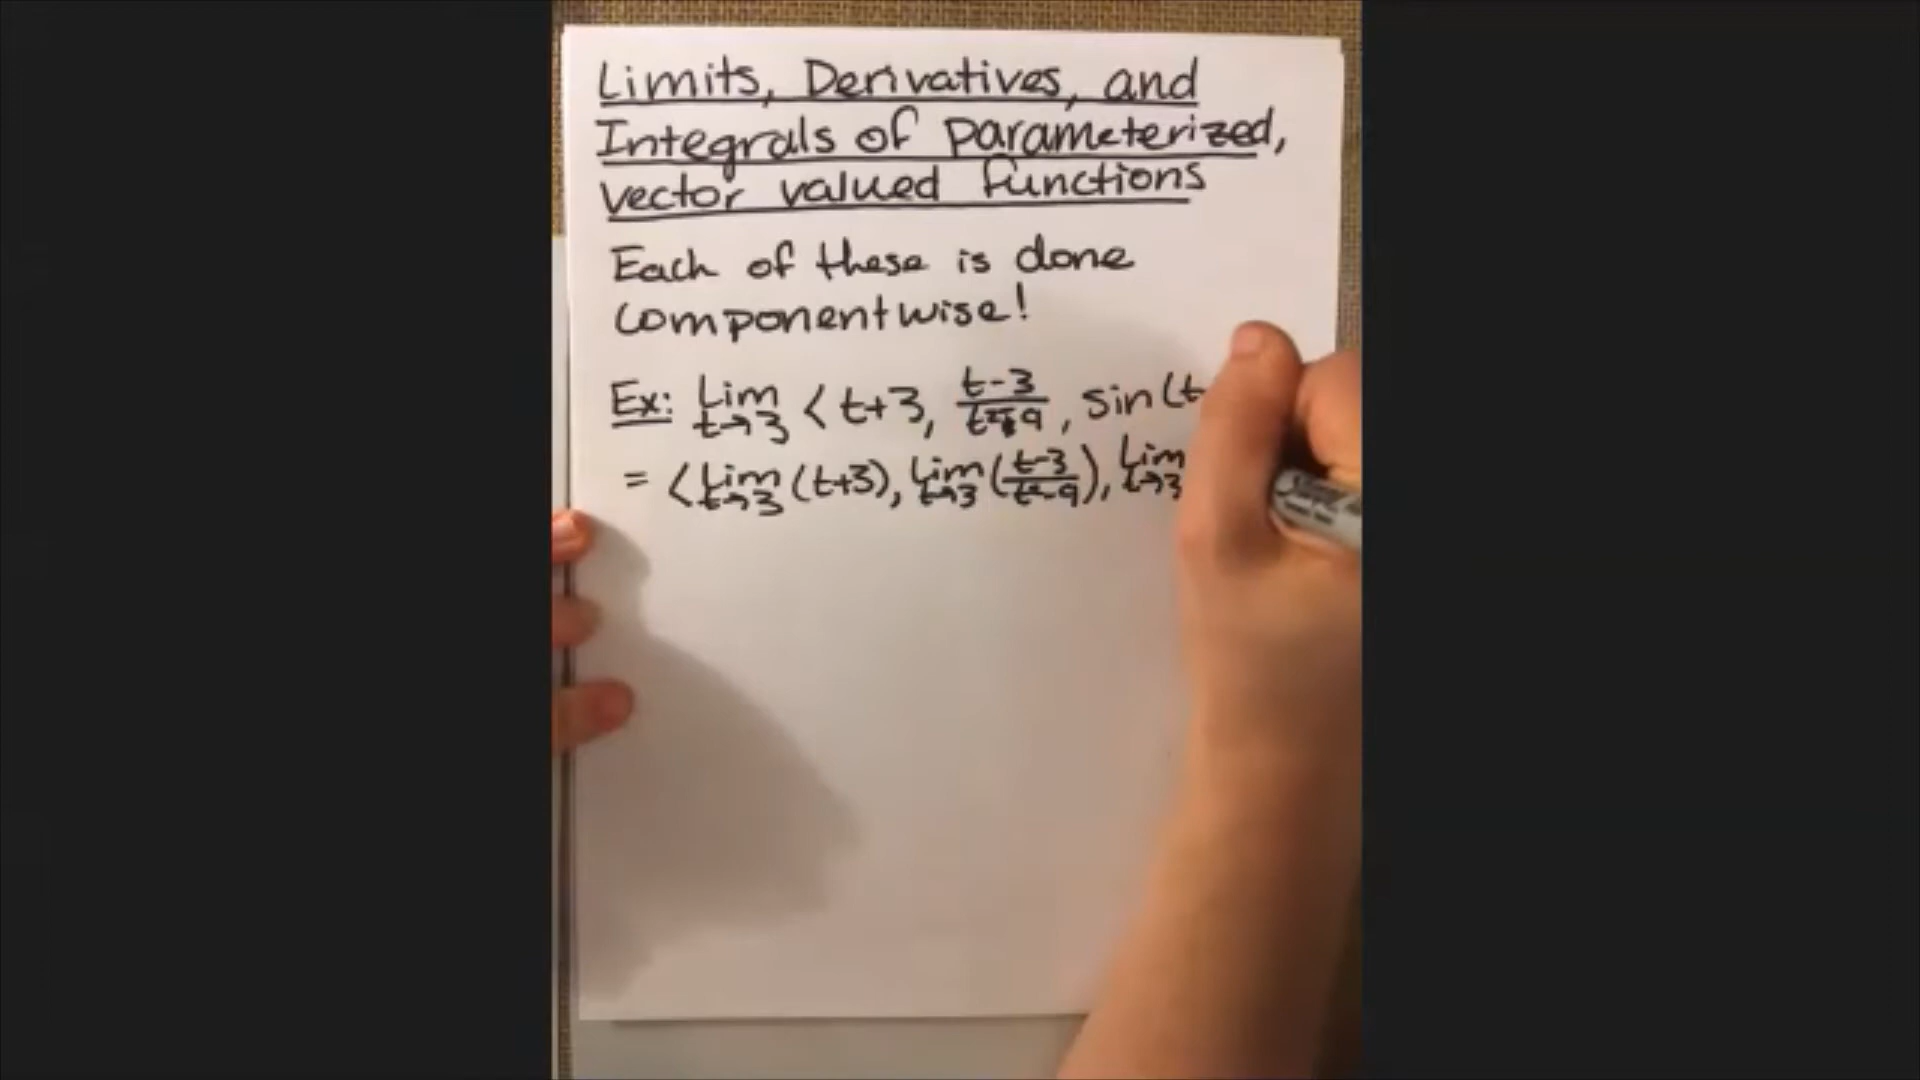 Limits, Derivatives, and
Integrals of parameterized,
vector valued functions
Each of these is done
componentwise!
Ex: Lim t→3 < t+3, t-3/t²-9, sin(t
= < Lim t→3 (t+3), Lim t→3 (t-3/t²-9), Lim t→3